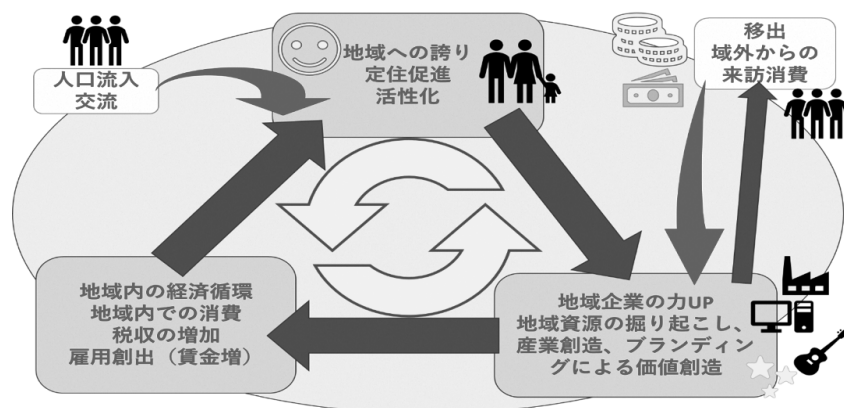 人口流入
交流
地域への誇り
定住促進
活性化
移出
域外からの
来訪消費
地域内の経済循環
地域内での消費
税収の増加
雇用創出（賃金増）
地域企業の力UP
地域資源の掘り起こし、
産業創造、ブランディン
グによる価値創造